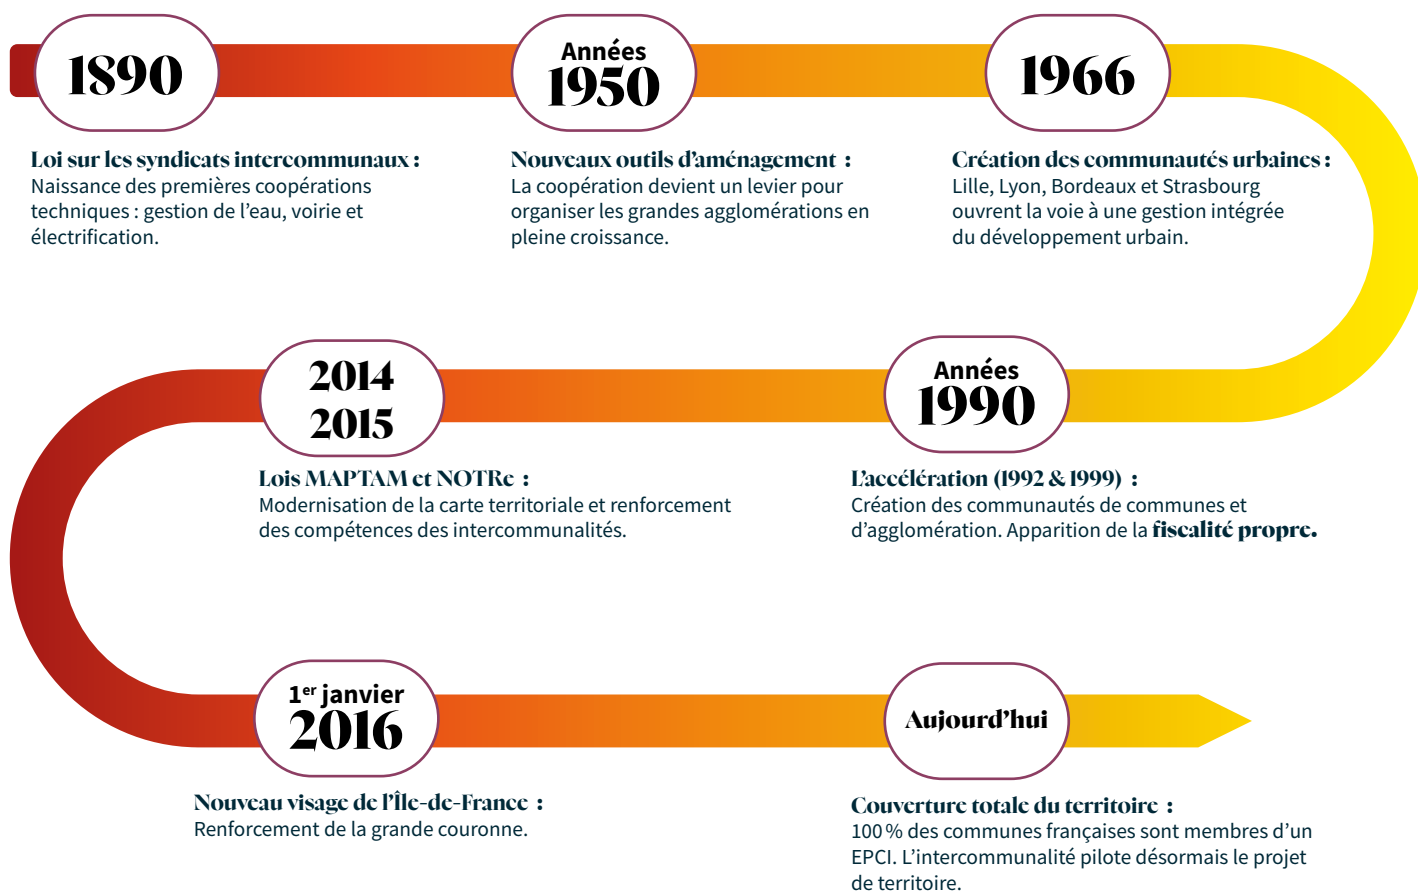 1890
Loi sur les syndicats intercommunaux :
Naissance des premières coopérations
techniques : gestion de l’eau, voirie et
électrification.
Années
1950
Nouveaux outils d’aménagement :
La coopération devient un levier pour
organiser les grandes agglomérations en
pleine croissance.
1966
Création des communautés urbaines :
Lille, Lyon, Bordeaux et Strasbourg
ouvrent la voie à une gestion intégrée
du développement urbain.
Années
1990
L’accélération (1992 & 1999) :
Création des communautés de communes et
d’agglomération. Apparition de la fiscalité propre.
2014
2015
Lois MAPTAM et NOTRe :
Modernisation de la carte territoriale et renforcement
des compétences des intercommunalités.
1er janvier
2016
Nouveau visage de l’Île-de-France :
Renforcement de la grande couronne.
Aujourd’hui
Couverture totale du territoire :
100 % des communes françaises sont membres d’un
EPCI. L’intercommunalité pilote désormais le projet
de territoire.